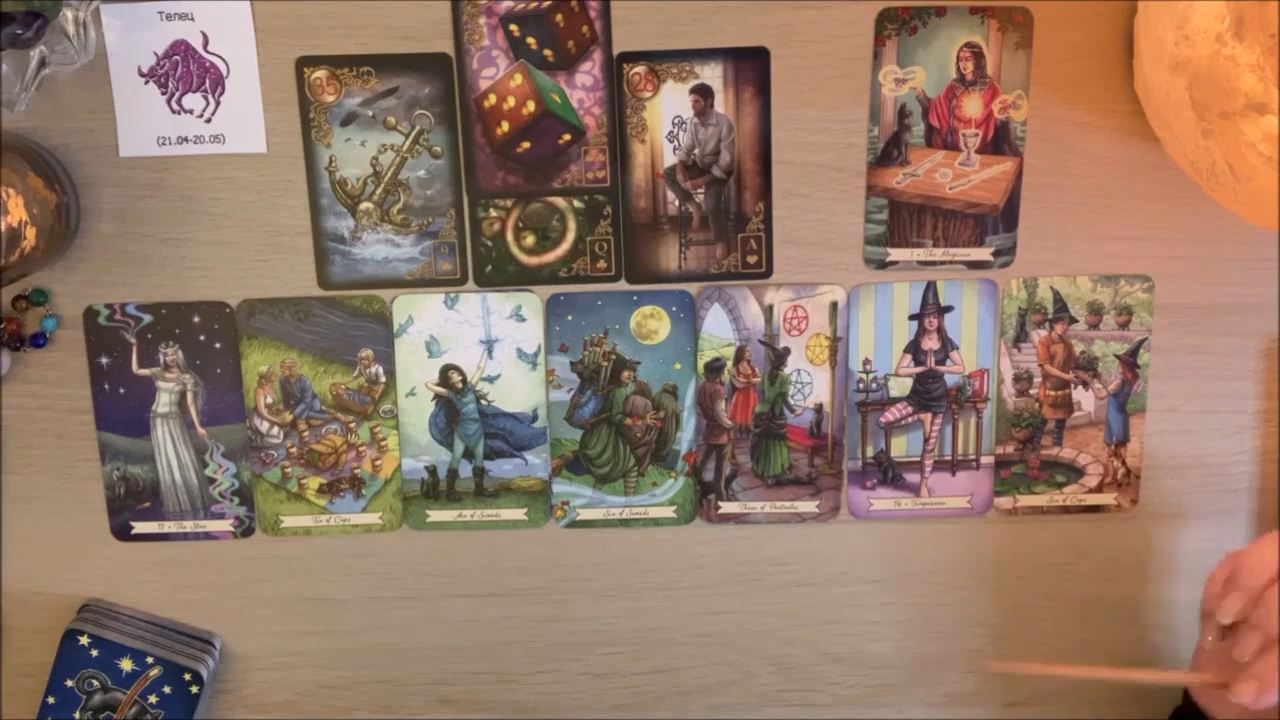 Телец
(21.04-20.05)
35
9
Q
28
A
1 • The Magician
17 • The Star
Ten of Cups
Ace of Swords
Six of Swords
Three of Pentacles
14 • Temperance
Six of Cups